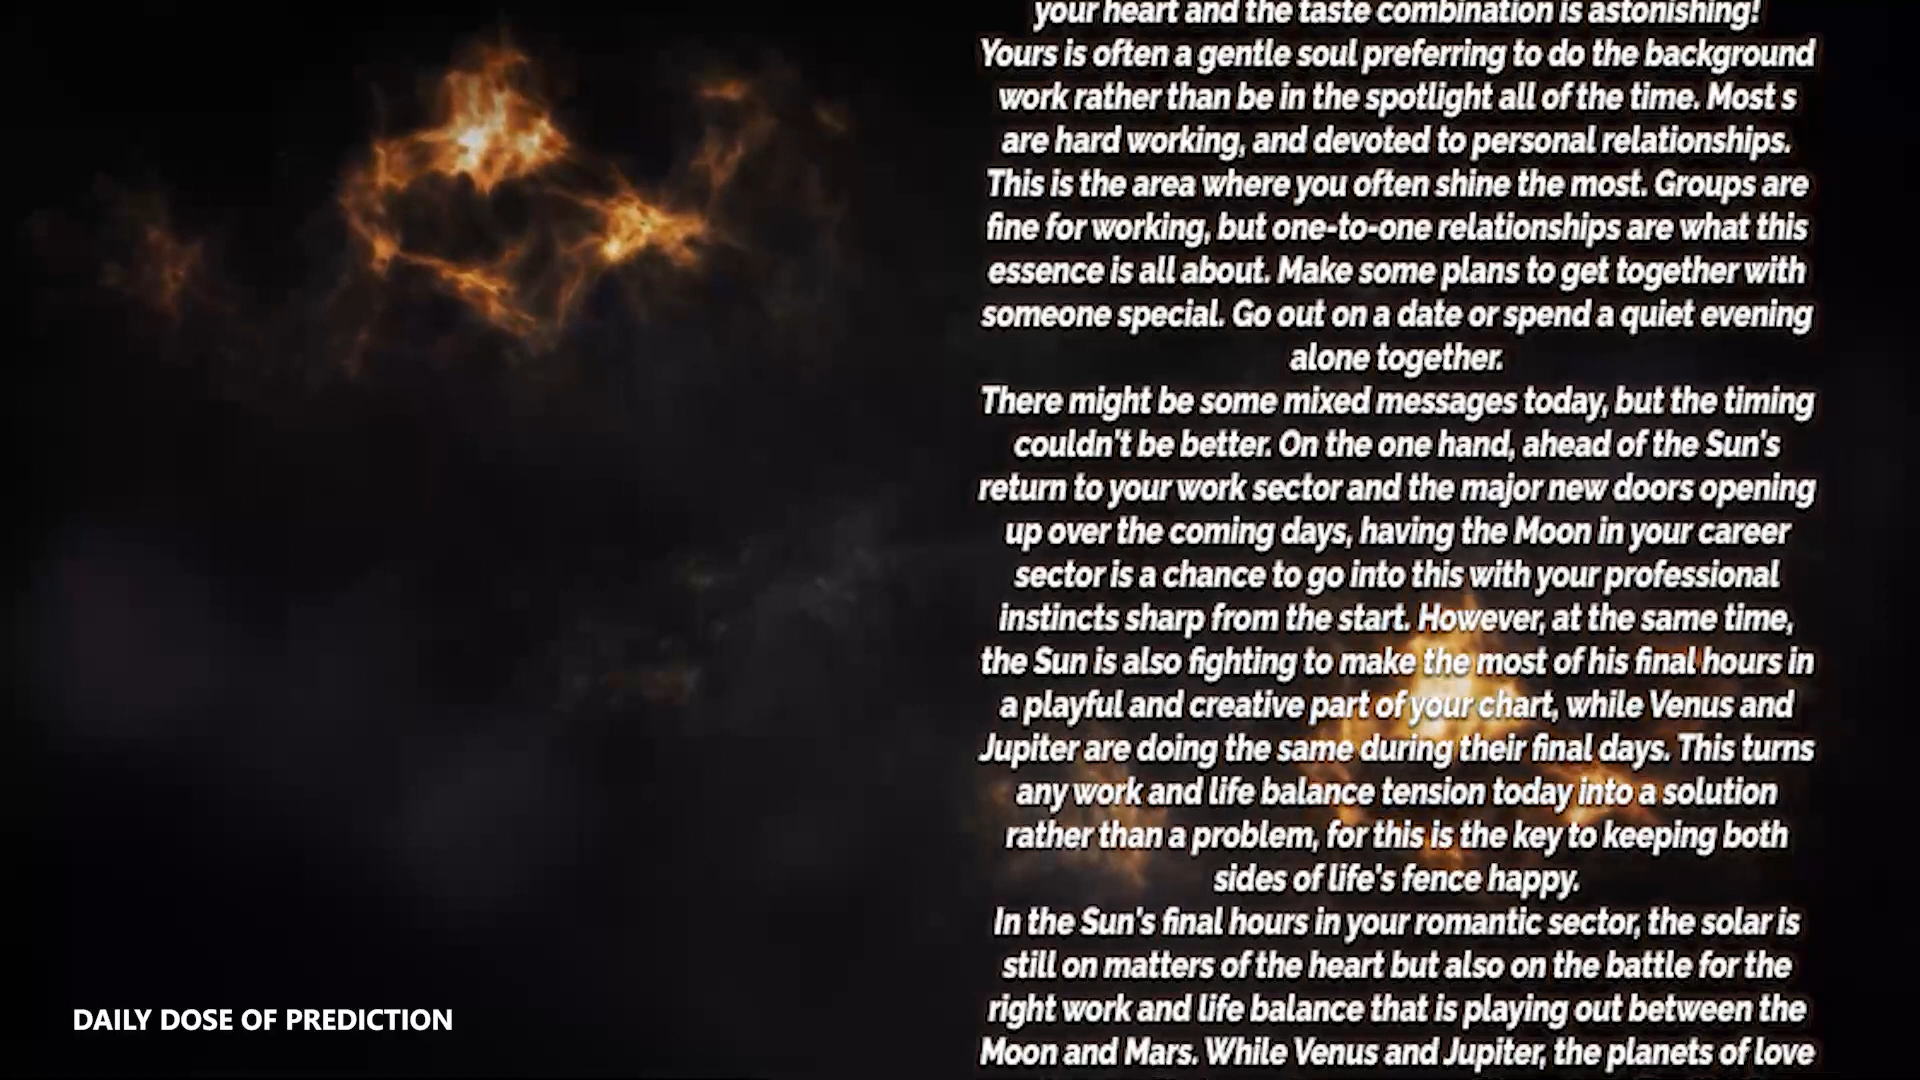 your heart and the taste combination is astonishing!
Yours is often a gentle soul preferring to do the background
work rather than be in the spotlight all of the time. Most s
are hard working, and devoted to personal relationships.
This is the area where you often shine the most. Groups are
fine for working, but one-to-one relationships are what this
essence is all about. Make some plans to get together with
someone special. Go out on a date or spend a quiet evening
alone together.
There might be some mixed messages today, but the timing
couldn't be better. On the one hand, ahead of the Sun's
return to your work sector and the major new doors opening
up over the coming days, having the Moon in your career
sector is a chance to go into this with your professional
instincts sharp from the start. However, at the same time,
the Sun is also fighting to make the most of his final hours in
a playful and creative part of your chart, while Venus and
Jupiter are doing the same during their final days. This turns
any work and life balance tension today into a solution
rather than a problem, for this is the key to keeping both
sides of life's fence happy.
In the Sun's final hours in your romantic sector, the solar is
still on matters of the heart but also on the battle for the
right work and life balance that is playing out between the
Moon and Mars. While Venus and Jupiter, the planets of love
DAILY DOSE OF PREDICTION